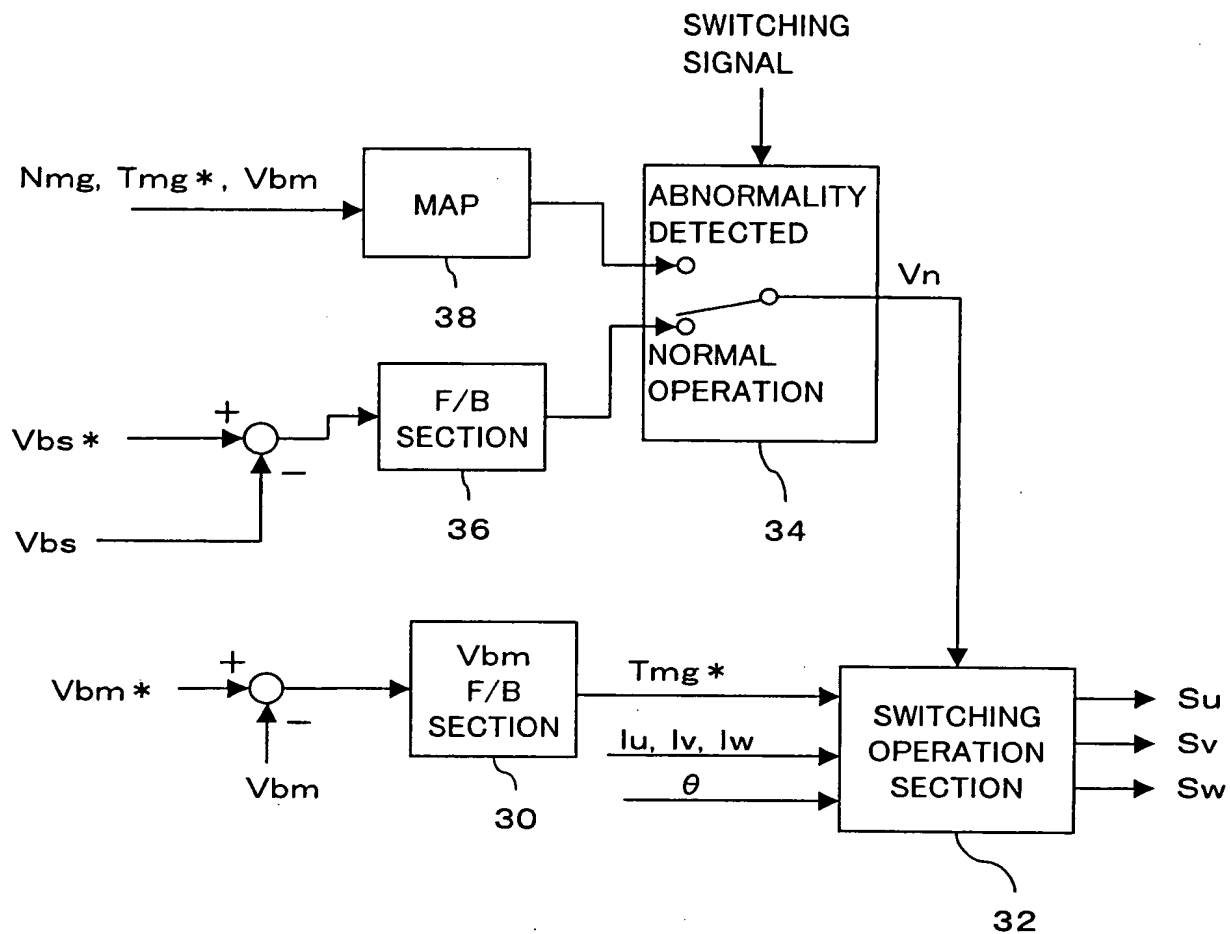 SWITCHING
SIGNAL
Nmg, Tmg*, Vbm
MAP
38
ABNORMALITY
DETECTED
NORMAL
OPERATION
34
Vn
Vbs*
+
−
Vbs
F/B
SECTION
36
Vbm*
+
−
Vbm
Vbm
F/B
SECTION
30
Tmg*
Iu, Iv, Iw
θ
SWITCHING
OPERATION
SECTION
32
Su
Sv
Sw